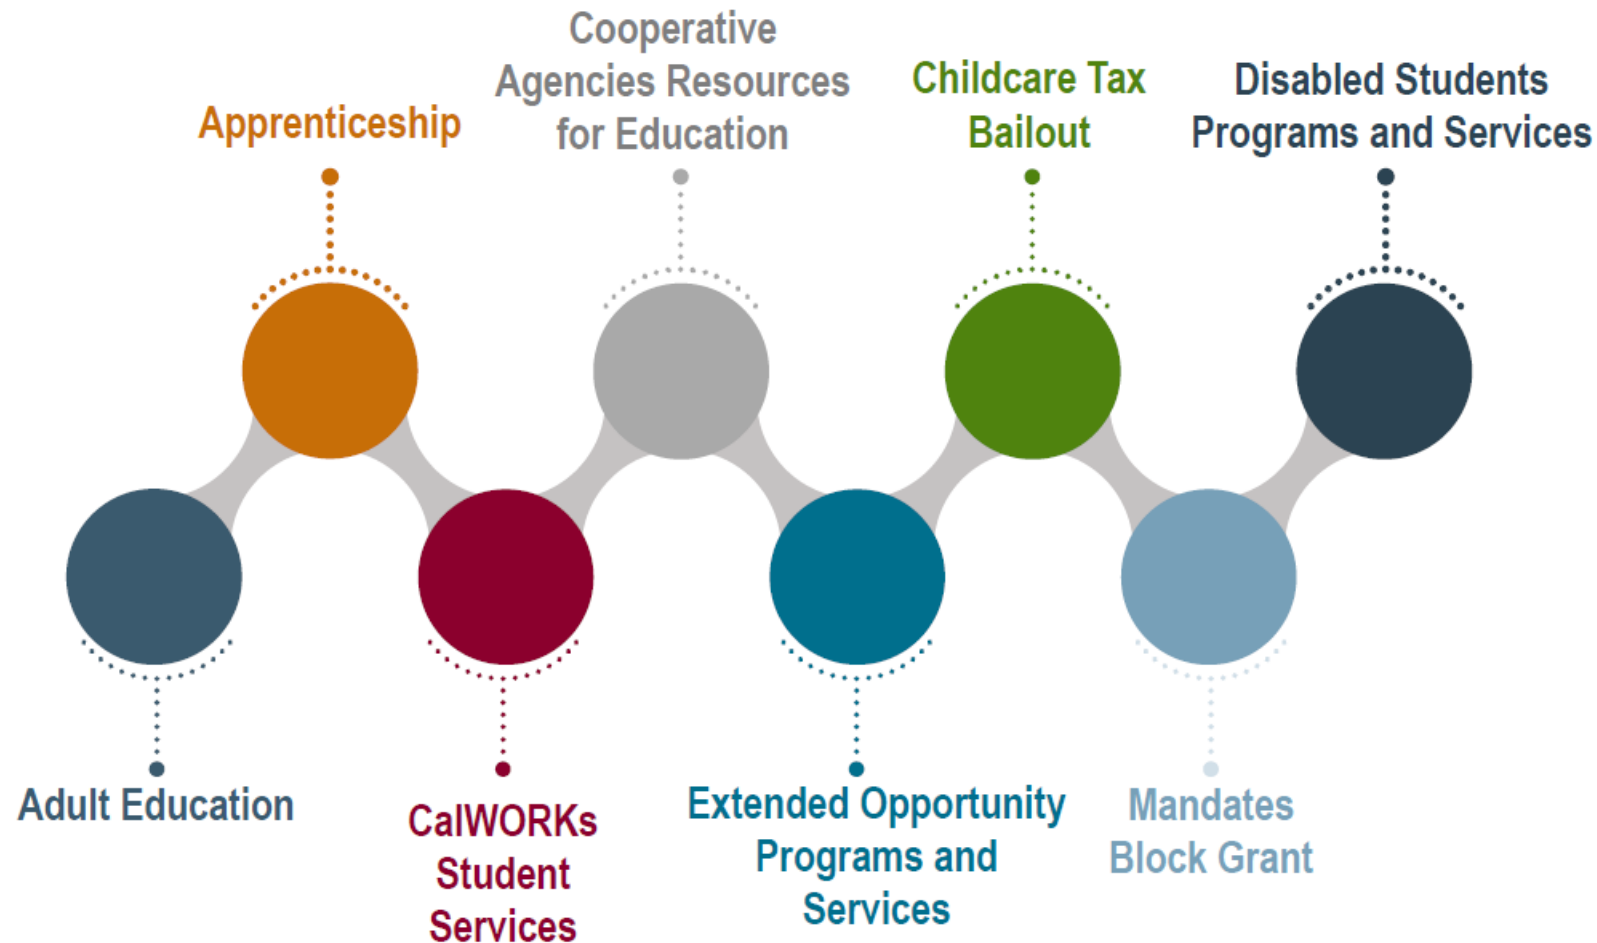 Cooperative
Agencies Resources
for Education
Apprenticeship
Childcare Tax
Bailout
Disabled Students
Programs and Services
Adult Education
CalWORKs
Student
Services
Extended Opportunity
Programs and
Services
Mandates
Block Grant